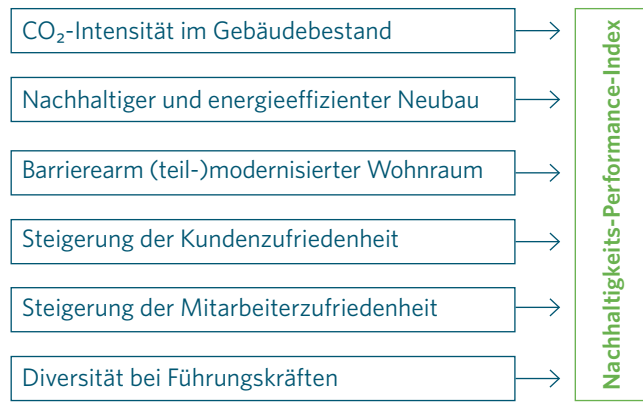 CO₂-Intensität im Gebäudebestand
Nachhaltiger und energieeffizienter Neubau
Barrierearm (teil-)modernisierter Wohnraum
Steigerung der Kundenzufriedenheit
Steigerung der Mitarbeiterzufriedenheit
Diversität bei Führungskräften
Nachhaltigkeits-Performance-Index